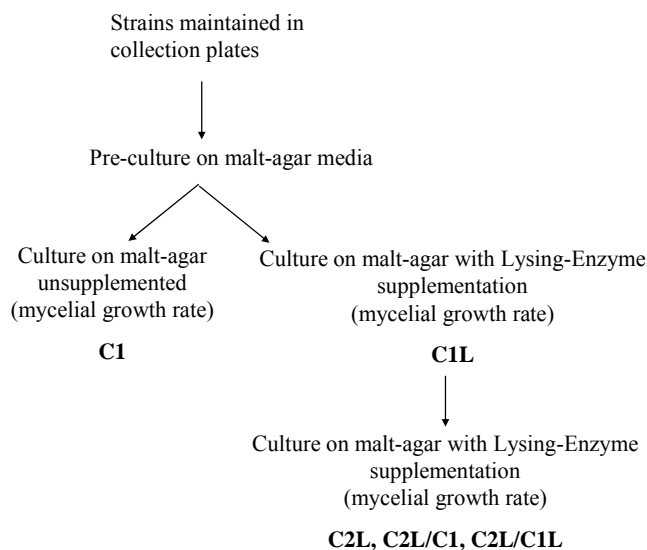 Strains maintained in
collection plates
Pre-culture on malt-agar media
Culture on malt-agar
unsupplemented
(mycelial growth rate)
C1
Culture on malt-agar with Lysing-Enzyme
supplementation
(mycelial growth rate)
C1L
Culture on malt-agar with Lysing-Enzyme
supplementation
(mycelial growth rate)
C2L, C2L/C1, C2L/C1L